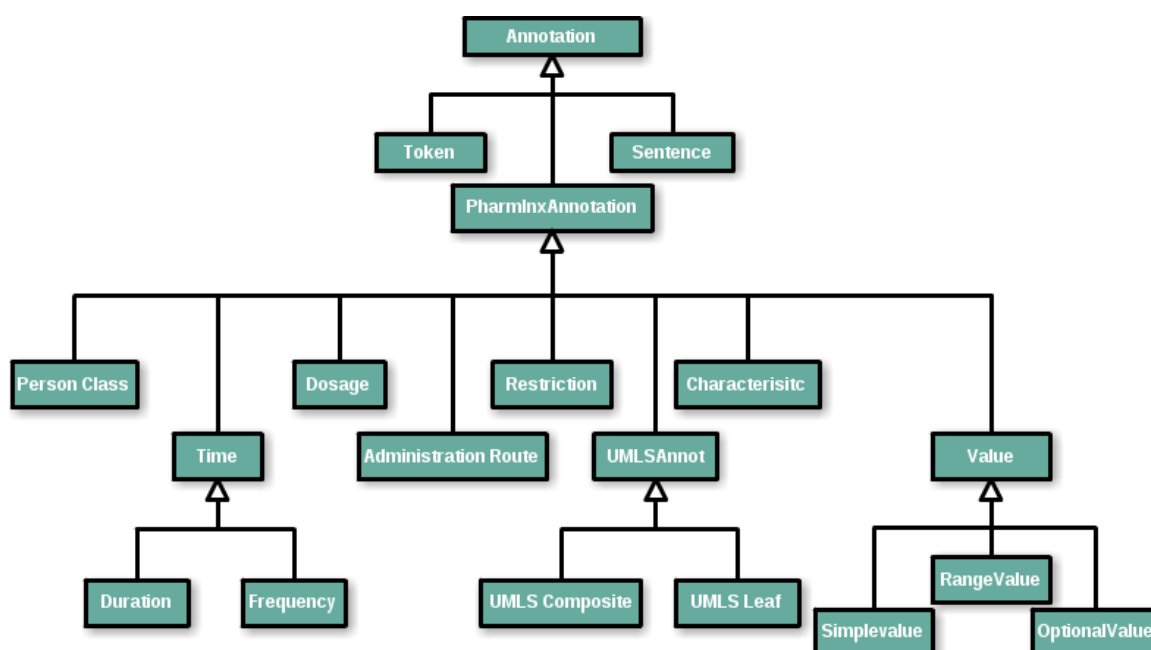 Annotation
Token
Sentence
PharmInxAnnotation
Person Class
Dosage
Restriction
Characterisitc
Time
Administration Route
UMLSAnnot
Value
Duration
Frequency
UMLS Composite
UMLS Leaf
RangeValue
Simplevalue
OptionalValue